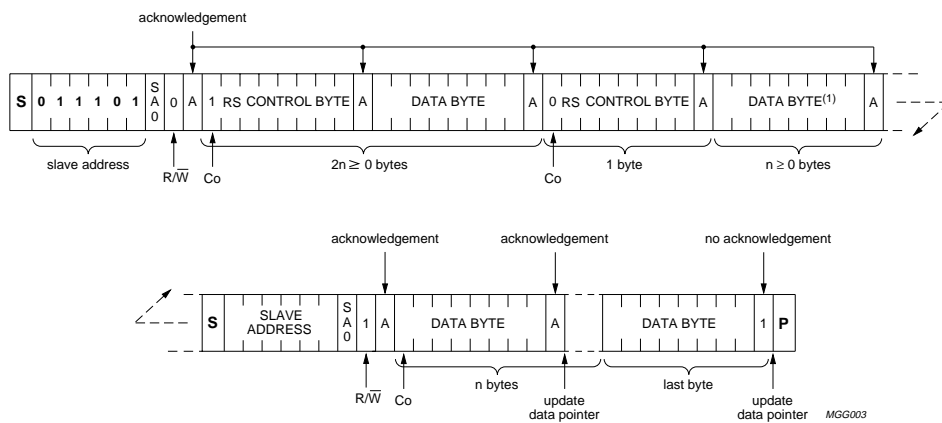 acknowledgement
S 0 1 1 1 0 1 SA0 0 A 1 RS CONTROL BYTE A DATA BYTE A 0 RS CONTROL BYTE A DATA BYTE(1) A
slave address 2n ≥ 0 bytes 1 byte n ≥ 0 bytes
R/W̅ Co Co
acknowledgement acknowledgement no acknowledgement
S SLAVE ADDRESS SA0 1 A DATA BYTE A DATA BYTE 1 P
n bytes last byte
R/W̅ Co update data pointer update data pointer
MGG003